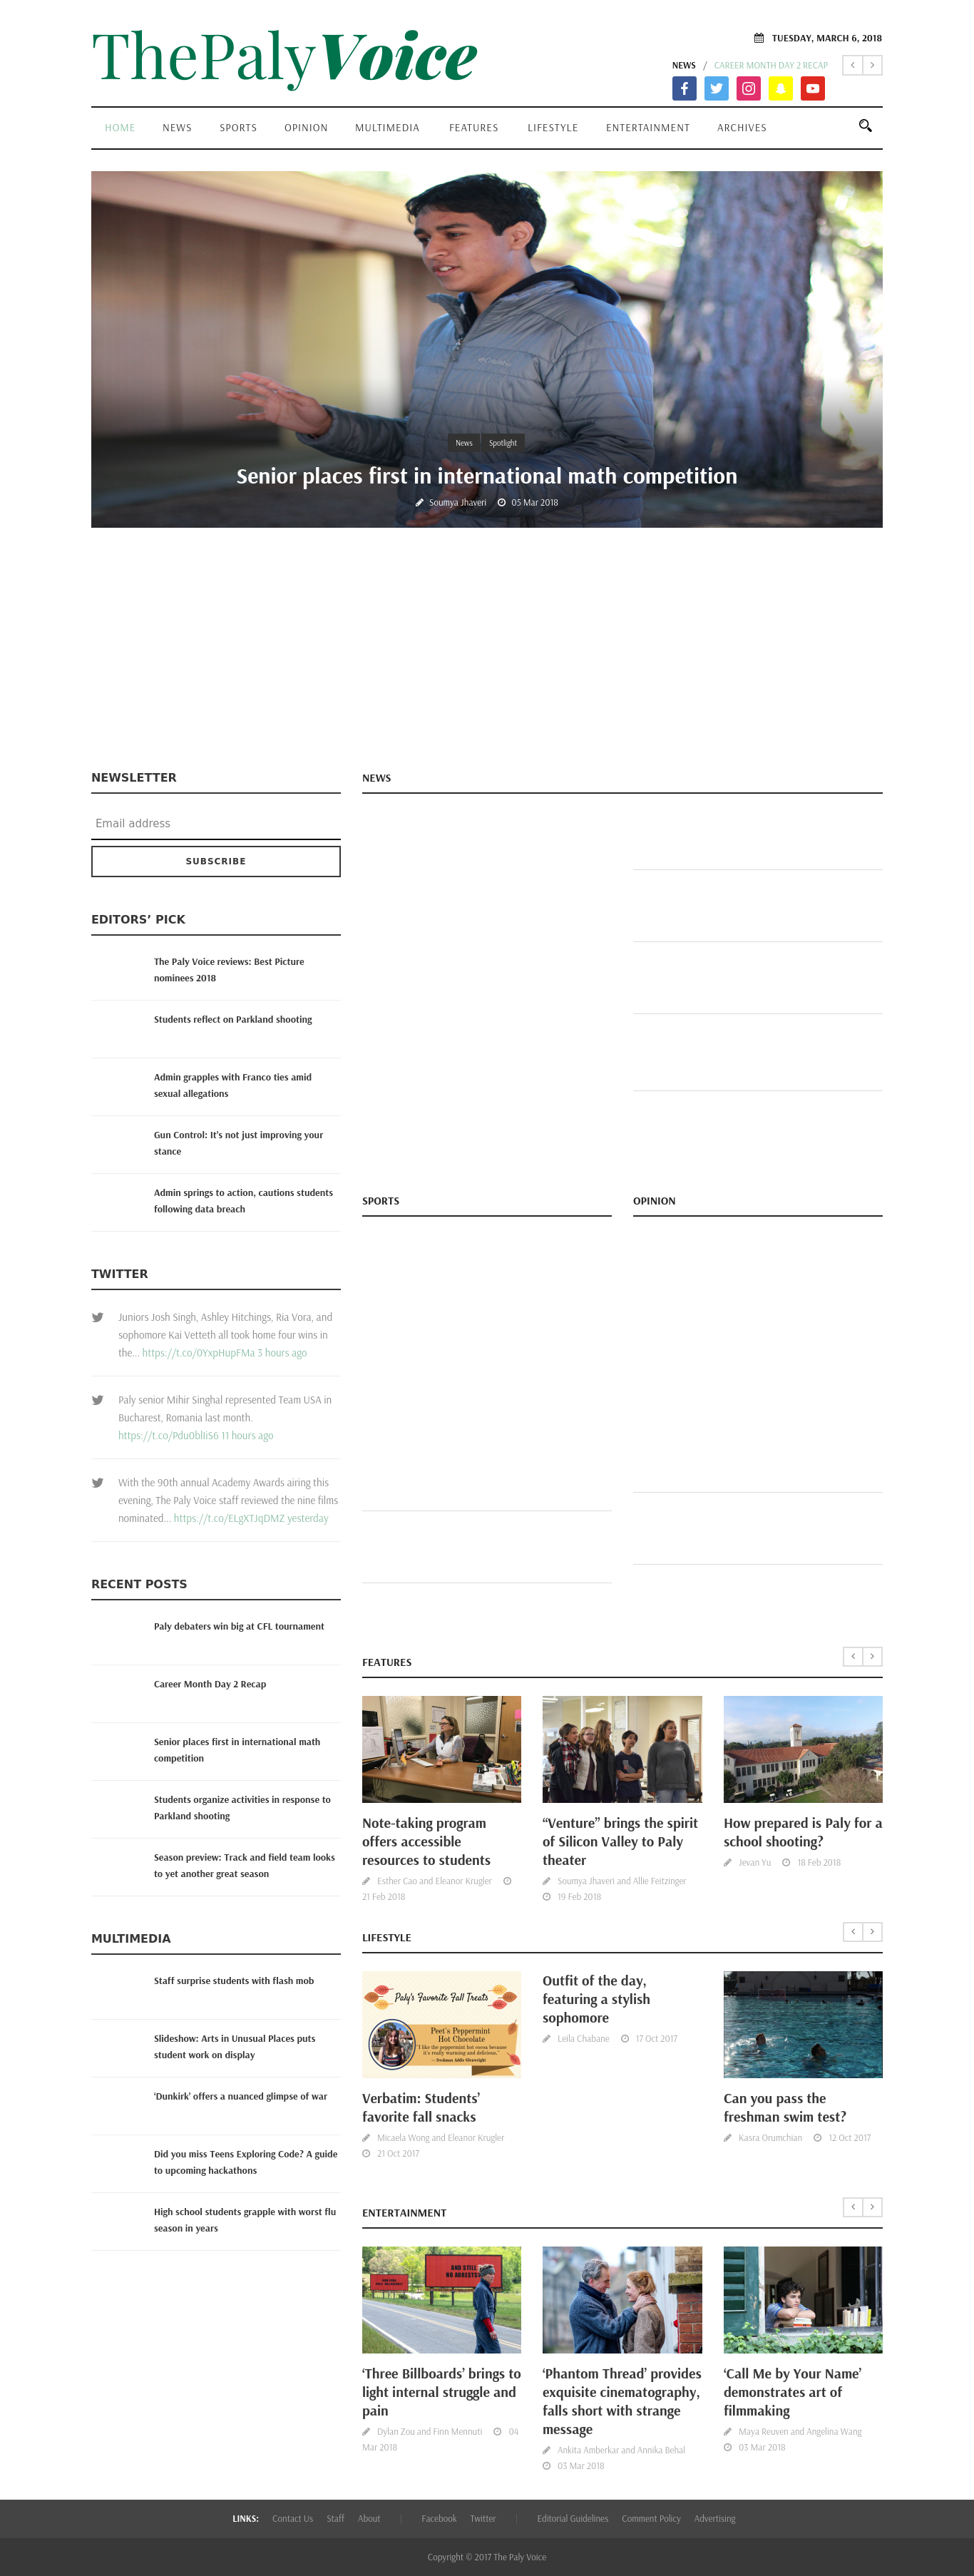 ThePalyVoice
TUESDAY, MARCH 6, 2018
NEWS / CAREER MONTH DAY 2 RECAP
HOME NEWS SPORTS OPINION MULTIMEDIA FEATURES LIFESTYLE ENTERTAINMENT ARCHIVES
News Spotlight
Senior places first in international math competition
Soumya Jhaveri 05 Mar 2018
NEWSLETTER
Email address
SUBSCRIBE
EDITORS’ PICK
The Paly Voice reviews: Best Picture
nominees 2018
Students reflect on Parkland shooting
Admin grapples with Franco ties amid
sexual allegations
Gun Control: It’s not just improving your
stance
Admin springs to action, cautions students
following data breach
TWITTER
Juniors Josh Singh, Ashley Hitchings, Ria Vora, and
sophomore Kai Vetteth all took home four wins in
the... https://t.co/0YxpHupFMa 3 hours ago
Paly senior Mihir Singhal represented Team USA in
Bucharest, Romania last month.
https://t.co/Pdu0blIiS6 11 hours ago
With the 90th annual Academy Awards airing this
evening, The Paly Voice staff reviewed the nine films
nominated... https://t.co/ELgXTJqDMZ yesterday
RECENT POSTS
Paly debaters win big at CFL tournament
Career Month Day 2 Recap
Senior places first in international math
competition
Students organize activities in response to
Parkland shooting
Season preview: Track and field team looks
to yet another great season
MULTIMEDIA
Staff surprise students with flash mob
Slideshow: Arts in Unusual Places puts
student work on display
‘Dunkirk’ offers a nuanced glimpse of war
Did you miss Teens Exploring Code? A guide
to upcoming hackathons
High school students grapple with worst flu
season in years
NEWS
SPORTS
OPINION
FEATURES
Note-taking program
offers accessible
resources to students
Esther Cao and Eleanor Krugler
21 Feb 2018
“Venture” brings the spirit
of Silicon Valley to Paly
theater
Soumya Jhaveri and Allie Feitzinger
19 Feb 2018
How prepared is Paly for a
school shooting?
Jevan Yu 18 Feb 2018
LIFESTYLE
Paly's Favorite Fall Treats
Peet's Peppermint
Hot Chocolate
"I like the peppermint hot cocoa because
it's really warming and delicious."
Verbatim: Students’
favorite fall snacks
Micaela Wong and Eleanor Krugler
21 Oct 2017
Outfit of the day,
featuring a stylish
sophomore
Leila Chabane 17 Oct 2017
Can you pass the
freshman swim test?
Kasra Orumchian 12 Oct 2017
ENTERTAINMENT
AND STILL
NO ARRESTS?
‘Three Billboards’ brings to
light internal struggle and
pain
Dylan Zou and Finn Mennuti 04
Mar 2018
‘Phantom Thread’ provides
exquisite cinematography,
falls short with strange
message
Ankita Amberkar and Annika Behal
03 Mar 2018
‘Call Me by Your Name’
demonstrates art of
filmmaking
Maya Reuven and Angelina Wang
03 Mar 2018
LINKS: Contact Us Staff About | Facebook Twitter | Editorial Guidelines Comment Policy Advertising
Copyright © 2017 The Paly Voice